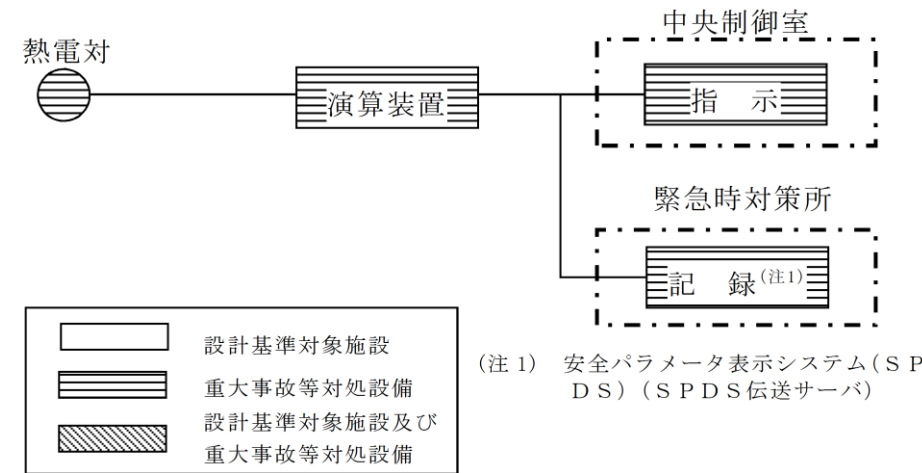 中央制御室
熱電対
演算装置
指 示
緊急時対策所
記 録(注1)
(注 1) 安全パラメータ表示システム(ＳＰ
ＤＳ)(ＳＰＤＳ伝送サーバ)
設計基準対象施設
重大事故等対処設備
設計基準対象施設及び
重大事故等対処設備